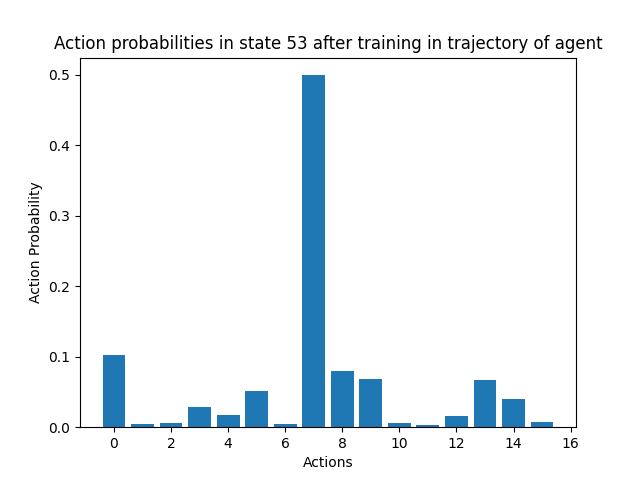 Action probabilities in state 53 after training in trajectory of agent
0.5
0.4
0.3
0.2
0.1
0.0
Action Probability
0 2 4 6 8 10 12 14 16
Actions